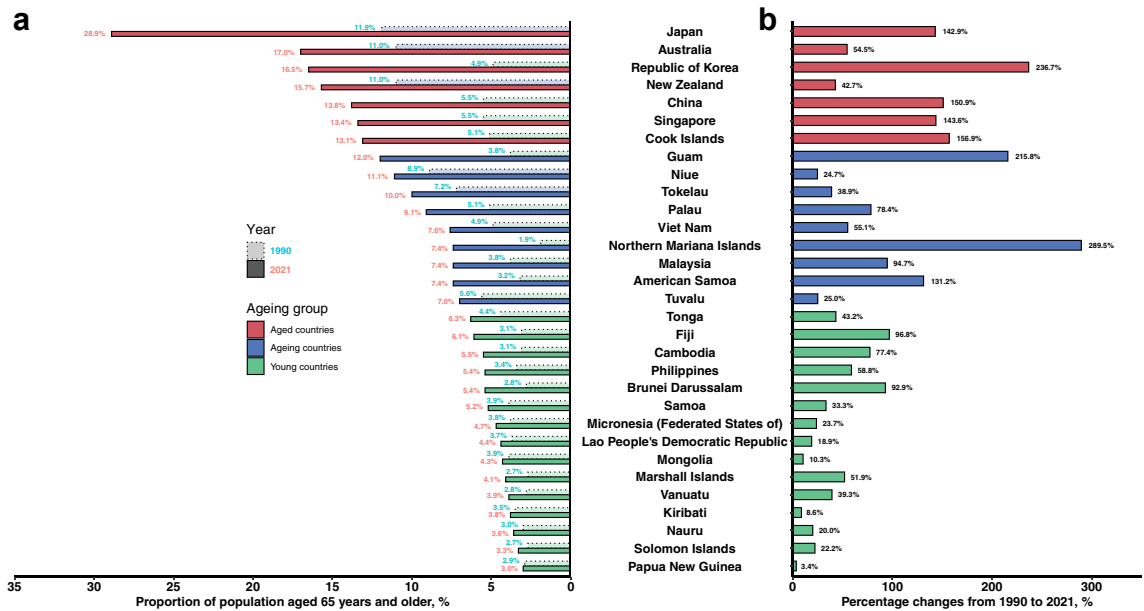 a
b
11.9%
28.9%
Japan
142.9%
11.0%
17.0%
Australia
54.5%
4.9%
16.5%
Republic of Korea
236.7%
11.0%
15.7%
New Zealand
42.7%
5.5%
13.8%
China
150.9%
5.5%
13.4%
Singapore
143.6%
5.1%
13.1%
Cook Islands
156.9%
3.8%
12.0%
Guam
215.8%
8.9%
11.1%
Niue
24.7%
7.2%
10.0%
Tokelau
38.9%
5.1%
9.1%
Palau
78.4%
4.9%
7.6%
Viet Nam
55.1%
1.9%
7.4%
Northern Mariana Islands
289.5%
3.8%
7.4%
Malaysia
94.7%
3.2%
7.4%
American Samoa
131.2%
5.6%
7.0%
Tuvalu
25.0%
4.4%
6.3%
Tonga
43.2%
3.1%
6.1%
Fiji
96.8%
3.1%
5.5%
Cambodia
77.4%
3.4%
5.4%
Philippines
58.8%
2.8%
5.4%
Brunei Darussalam
92.9%
3.9%
5.2%
Samoa
33.3%
3.8%
4.7%
Micronesia (Federated States of)
23.7%
3.7%
4.4%
Lao People's Democratic Republic
18.9%
3.9%
4.3%
Mongolia
10.3%
2.7%
4.1%
Marshall Islands
51.9%
2.8%
3.9%
Vanuatu
39.3%
3.5%
3.8%
Kiribati
8.6%
3.0%
3.6%
Nauru
20.0%
2.7%
3.3%
Solomon Islands
22.2%
2.9%
3.0%
Papua New Guinea
3.4%
Year
1990
2021
Ageing group
Aged countries
Ageing countries
Young countries
35 30 25 20 15 10 5 0
Proportion of population aged 65 years and older, %
0 100 200 300
Percentage changes from 1990 to 2021, %